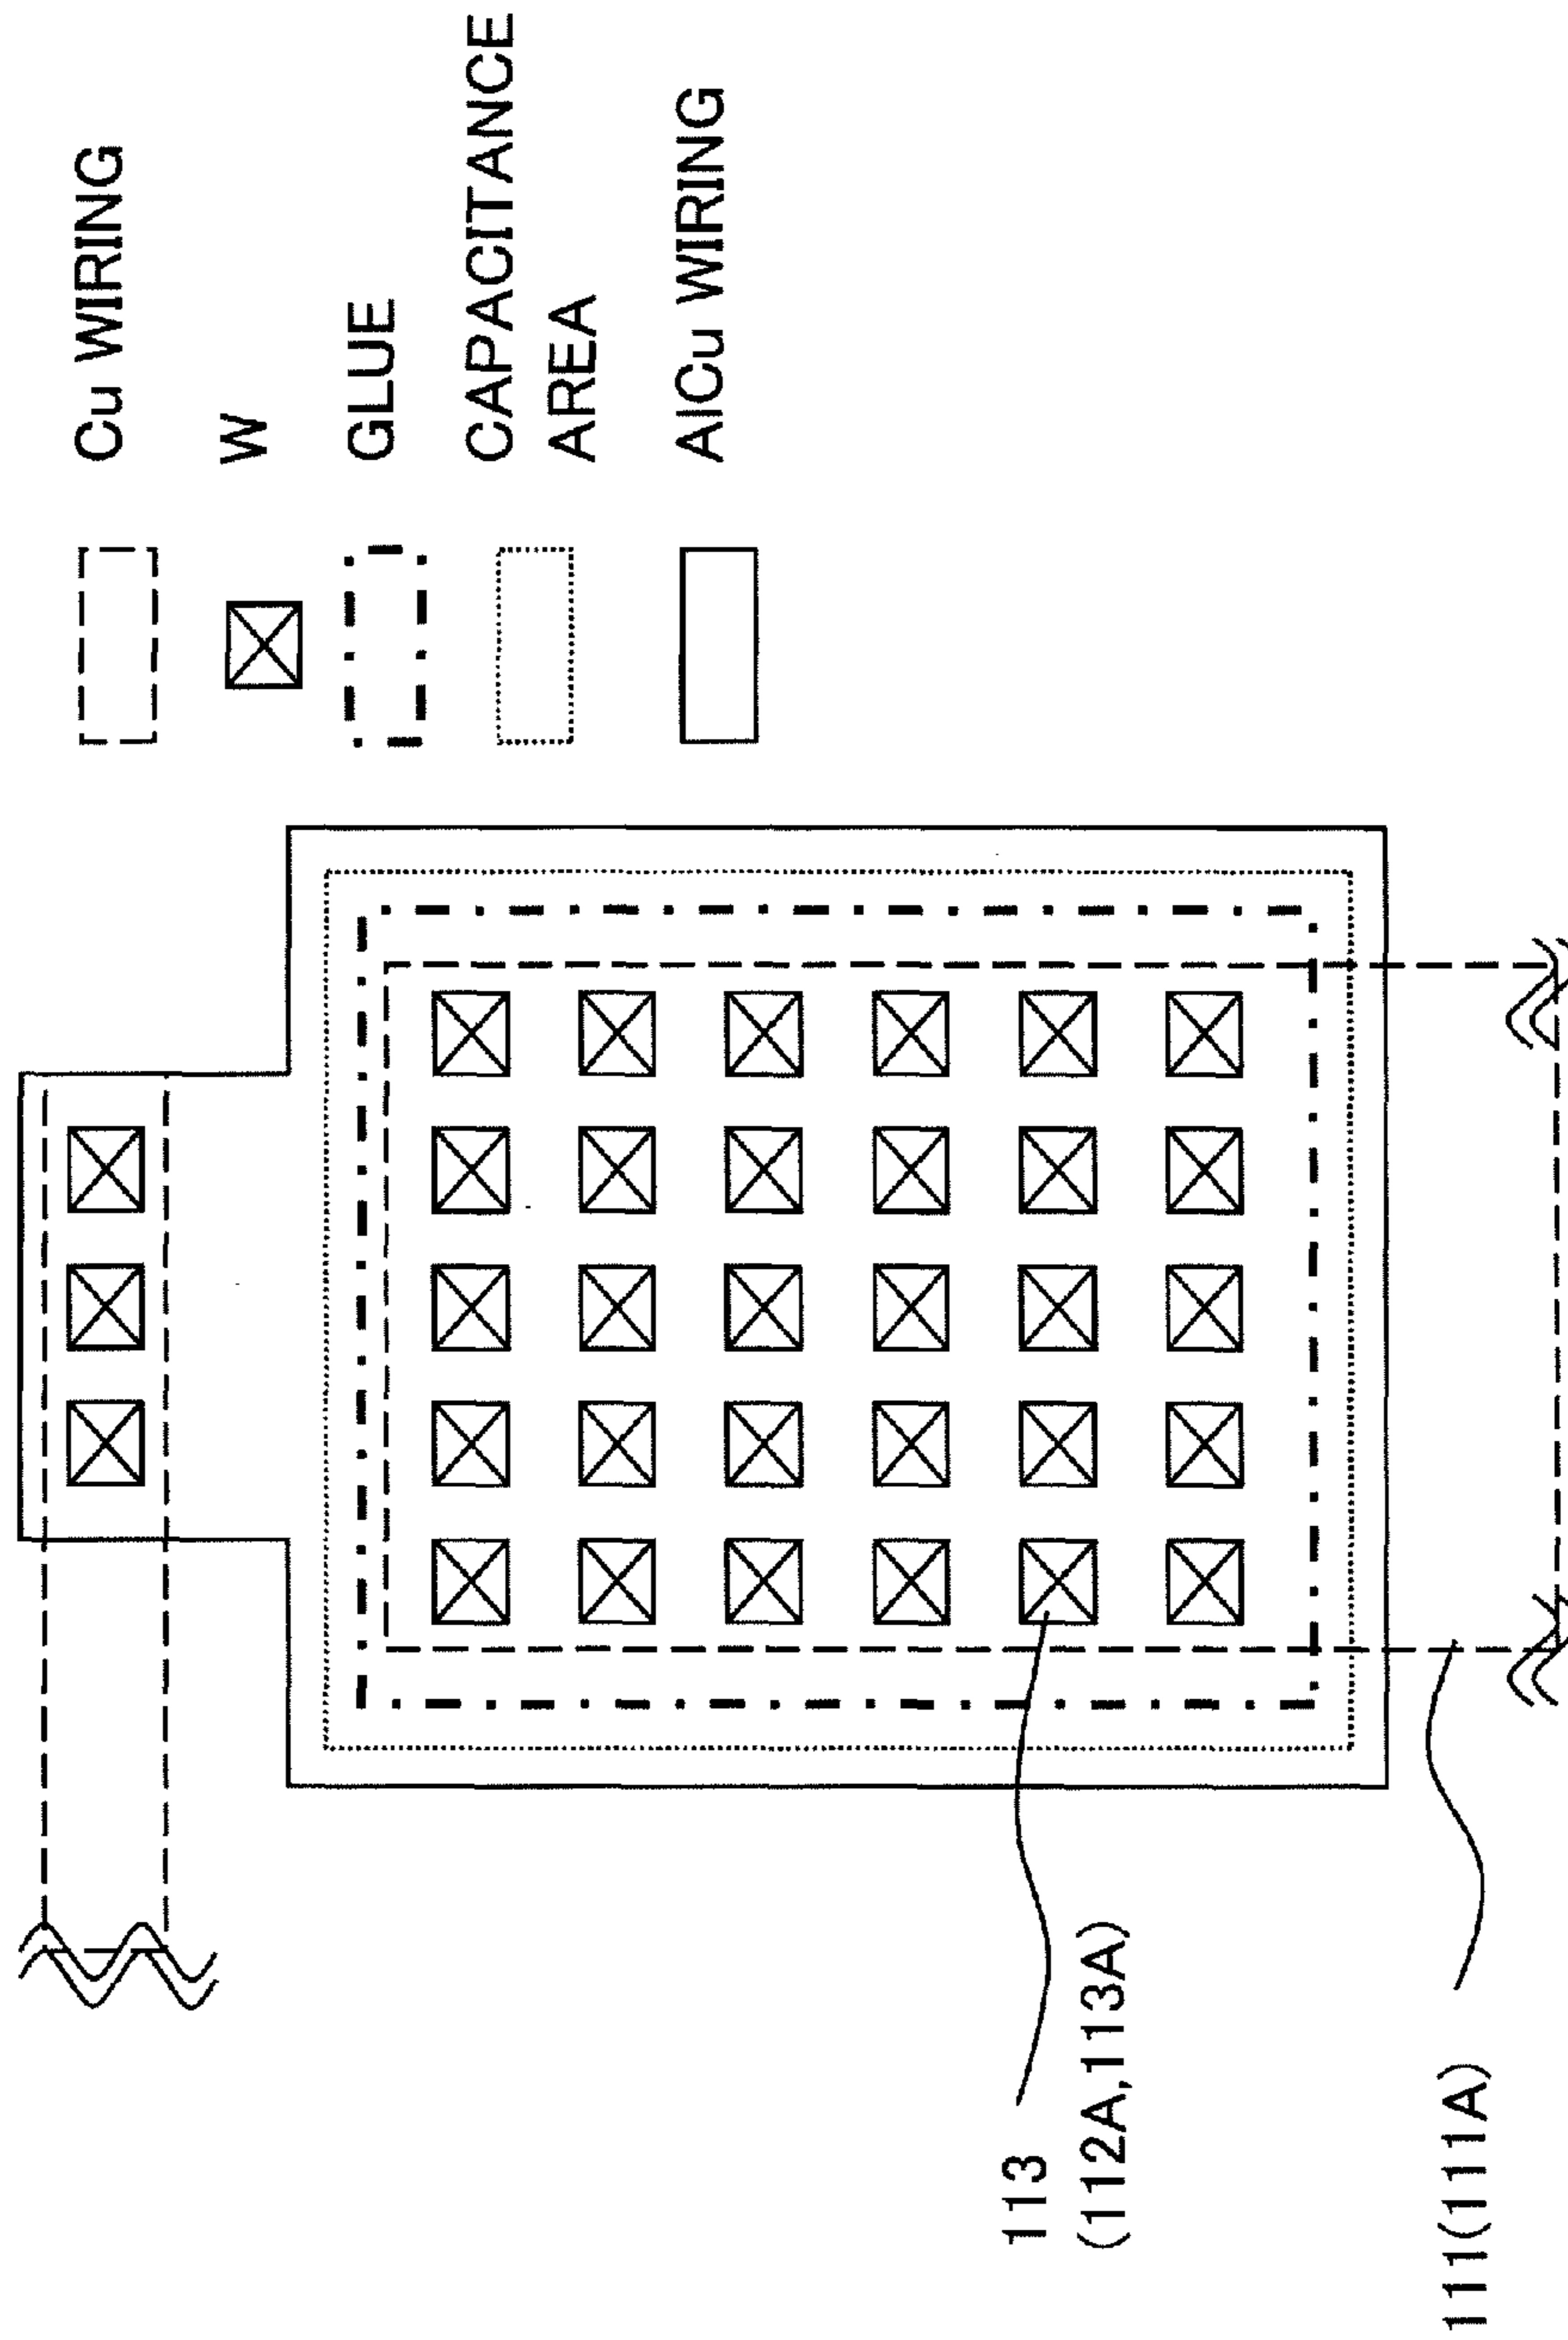 Cu WIRING
W
GLUE
CAPACITANCE
AREA
AlCu WIRING
113
(112A,113A)
111(111A)